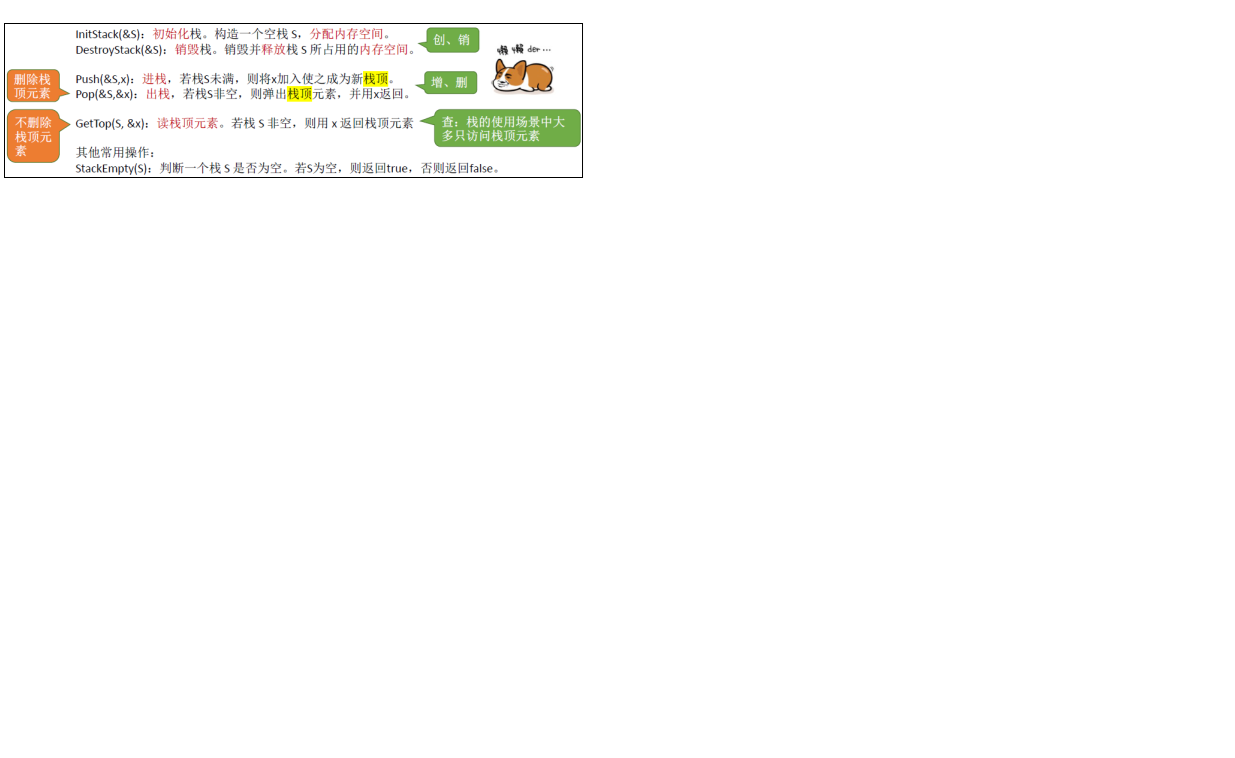 InitStack(&S)：初始化栈。构造一个空栈 S，分配内存空间。
DestroyStack(&S)：销毁栈。销毁并释放栈 S 所占用的内存空间。
创、销
懒 懒 der ...
删除栈
顶元素
Push(&S,x)：进栈，若栈S未满，则将x加入使之成为新栈顶。
Pop(&S,&x)：出栈，若栈S非空，则弹出栈顶元素，并用x返回。
增、删
不删除
栈顶元
素
GetTop(S, &x)：读栈顶元素。若栈 S 非空，则用 x 返回栈顶元素
查：栈的使用场景中大
多只访问栈顶元素
其他常用操作：
StackEmpty(S)：判断一个栈 S 是否为空。若S为空，则返回true，否则返回false。